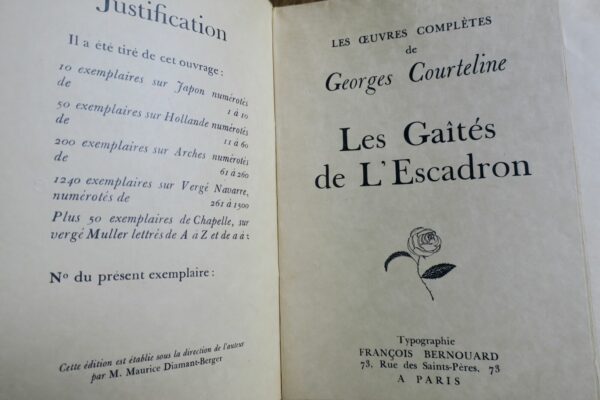 Justification
Il a été tiré de cet ouvrage :
10 exemplaires sur Japon numérotés
de 1 à 10
50 exemplaires sur Hollande numérotés
de 11 à 60
200 exemplaires sur Arches numérotés
de 61 à 260
1240 exemplaires sur Vergé Navarre,
numérotés de 261 à 1500
Plus 50 exemplaires de Chapelle, sur
vergé Muller lettrés de A à Z et de a à z
Nº du présent exemplaire :
Cette édition est établie sous la direction de l'auteur
par M. Maurice Diamant-Berger
LES ŒUVRES COMPLÈTES
de
Georges Courteline
Les Gaîtés
de L'Escadron
Typographie
FRANÇOIS BERNOUARD
73, Rue des Saints-Pères, 73
A PARIS